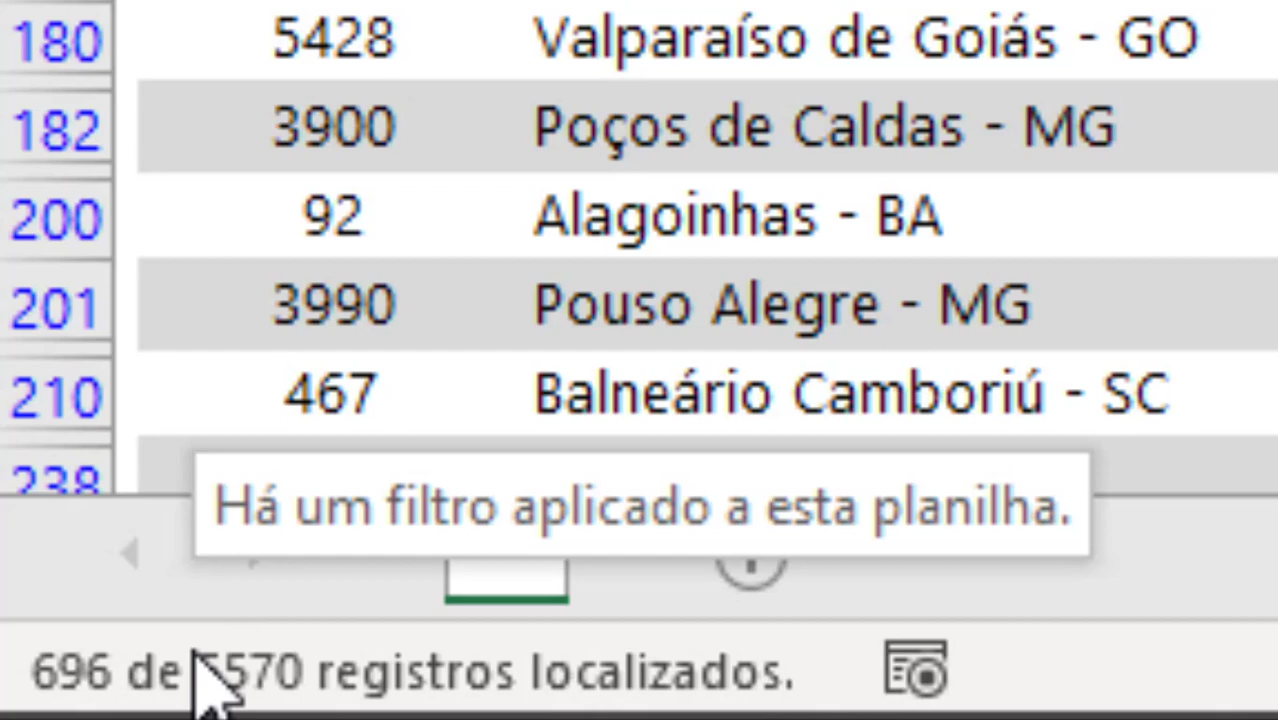 180 5428 Valparaíso de Goiás - GO
182 3900 Poços de Caldas - MG
200 92 Alagoinhas - BA
201 3990 Pouso Alegre - MG
210 467 Balneário Camboriú - SC
238
Há um filtro aplicado a esta planilha.
696 de 5570 registros localizados.